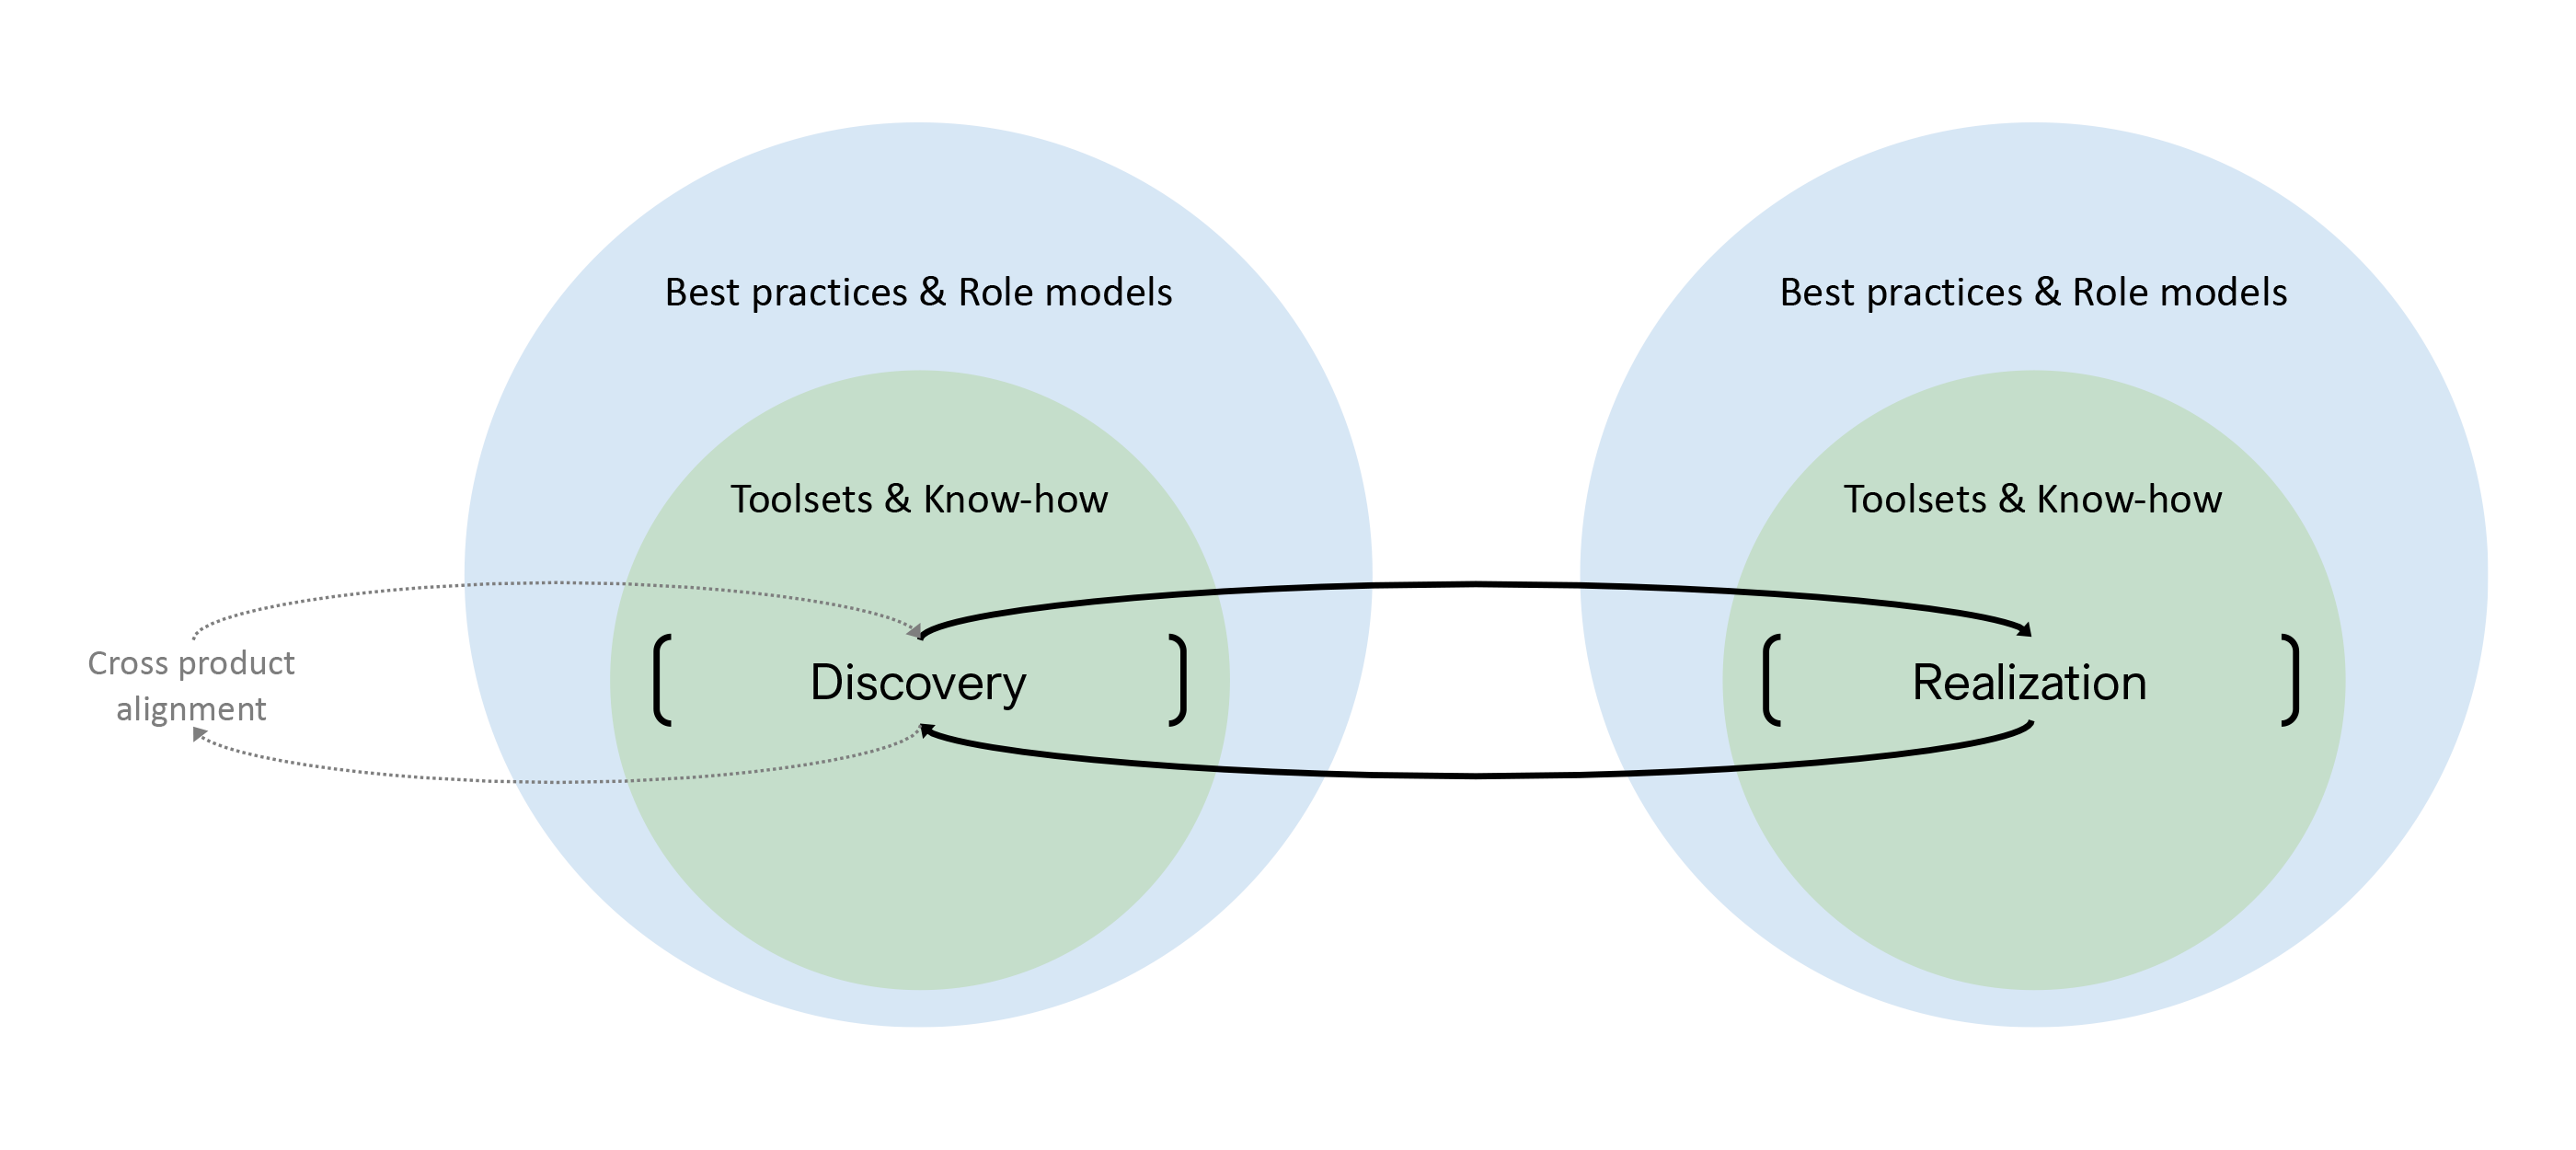 Best practices & Role models
Best practices & Role models
Toolsets & Know-how
Toolsets & Know-how
Cross product
alignment
Discovery
Realization